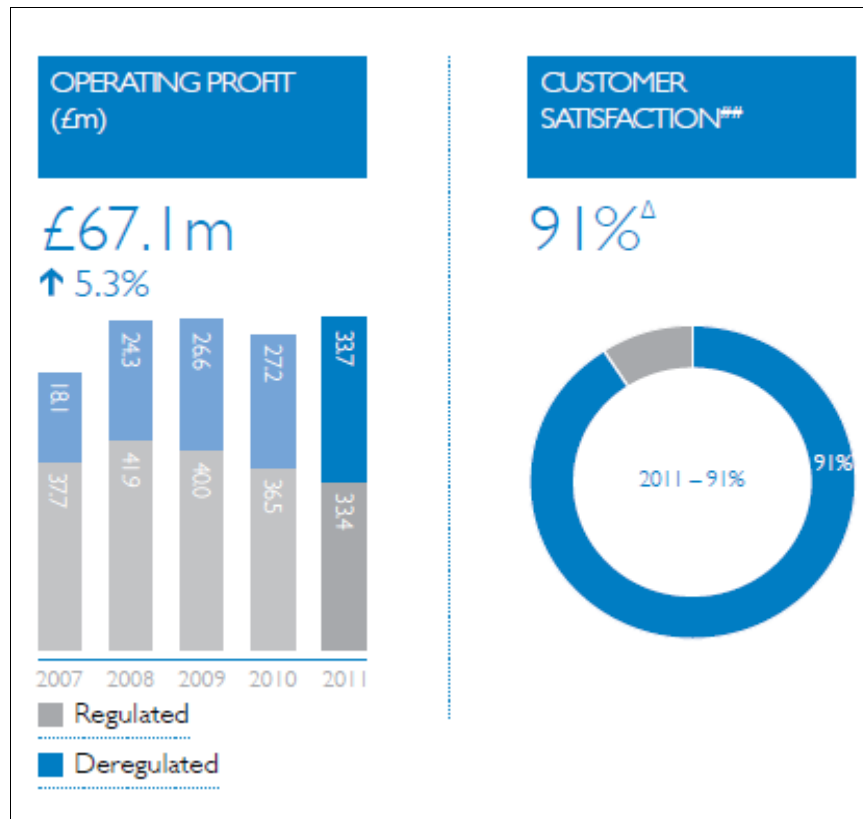 OPERATING PROFIT
(£m)
£67.1m
↑ 5.3%
18.1
24.3
26.6
27.2
33.7
37.7
41.9
40.0
36.5
33.4
2007 2008 2009 2010 2011
Regulated
Deregulated
CUSTOMER
SATISFACTION##
91%Δ
2011 – 91%
91%